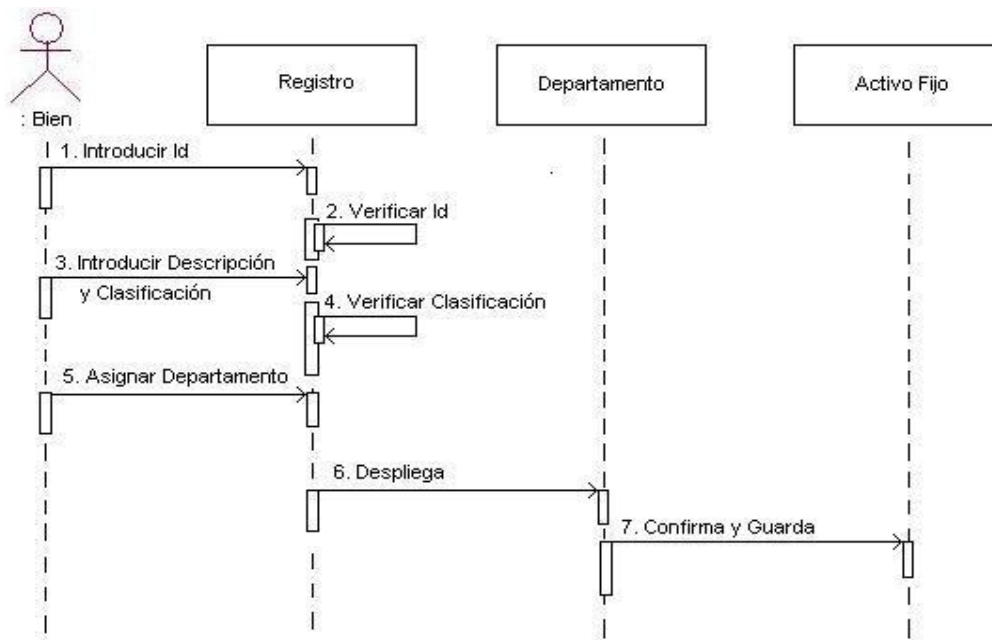 Registro
Departamento
Activo Fijo
: Bien
1. Introducir Id
2. Verificar Id
3. Introducir Descripción
y Clasificación
4. Verificar Clasificación
5. Asignar Departamento
6. Despliega
7. Confirma y Guarda